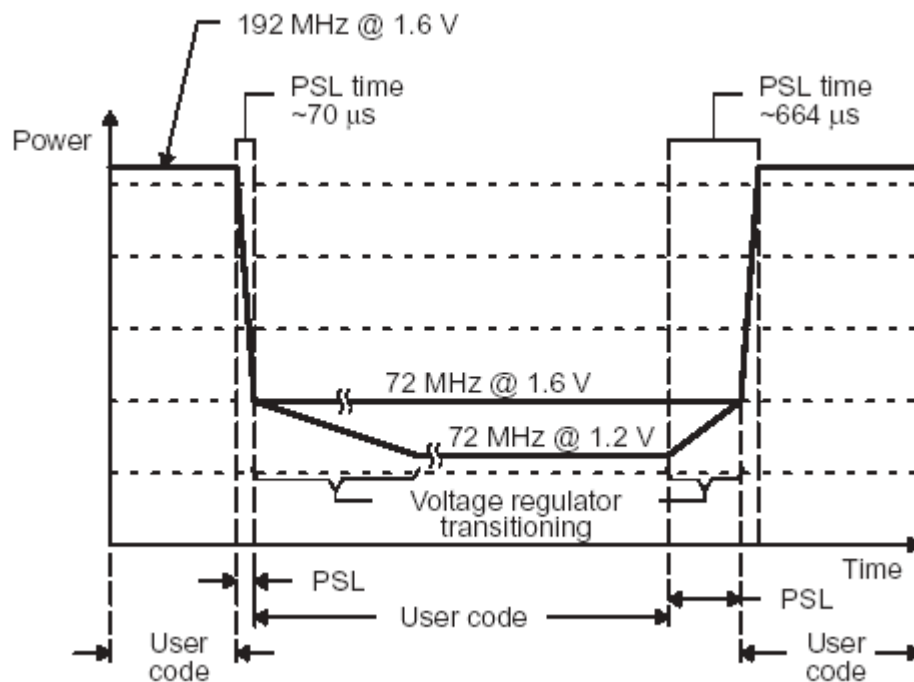 192 MHz @ 1.6 V
PSL time
~70 μs
PSL time
~664 μs
Power
72 MHz @ 1.6 V
72 MHz @ 1.2 V
Voltage regulator
transitioning
Time
PSL
User code
PSL
User
code
User
code